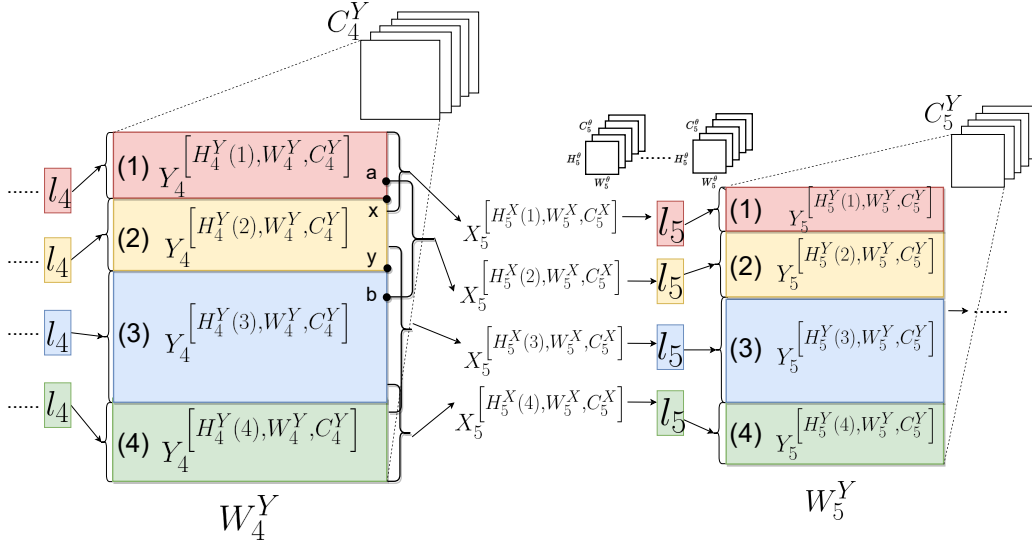 C_4^Y
C_5^θ C_5^θ C_5^Y
H_5^θ ...... H_5^θ
W_5^θ W_5^θ
...... l_4 (1) Y_4^{[H_4^Y(1),W_4^Y,C_4^Y]} a
x
X_5^{[H_5^X(1),W_5^X,C_5^X]} l_5 (1) Y_5^{[H_5^Y(1),W_5^Y,C_5^Y]}
...... l_4 (2) Y_4^{[H_4^Y(2),W_4^Y,C_4^Y]} y
X_5^{[H_5^X(2),W_5^X,C_5^X]} l_5 (2) Y_5^{[H_5^Y(2),W_5^Y,C_5^Y]}
b
...... l_4 (3) Y_4^{[H_4^Y(3),W_4^Y,C_4^Y]}
X_5^{[H_5^X(3),W_5^X,C_5^X]} l_5 (3) Y_5^{[H_5^Y(3),W_5^Y,C_5^Y]} ......
...... l_4 (4) Y_4^{[H_4^Y(4),W_4^Y,C_4^Y]}
X_5^{[H_5^X(4),W_5^X,C_5^X]} l_5 (4) Y_5^{[H_5^Y(4),W_5^Y,C_5^Y]}
W_4^Y W_5^Y